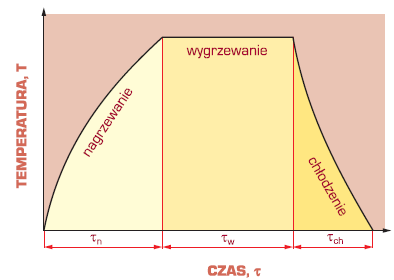 TEMPERATURA, T
nagrzewanie
wygrzewanie
chłodzenie
τn
τw
τch
CZAS, τ